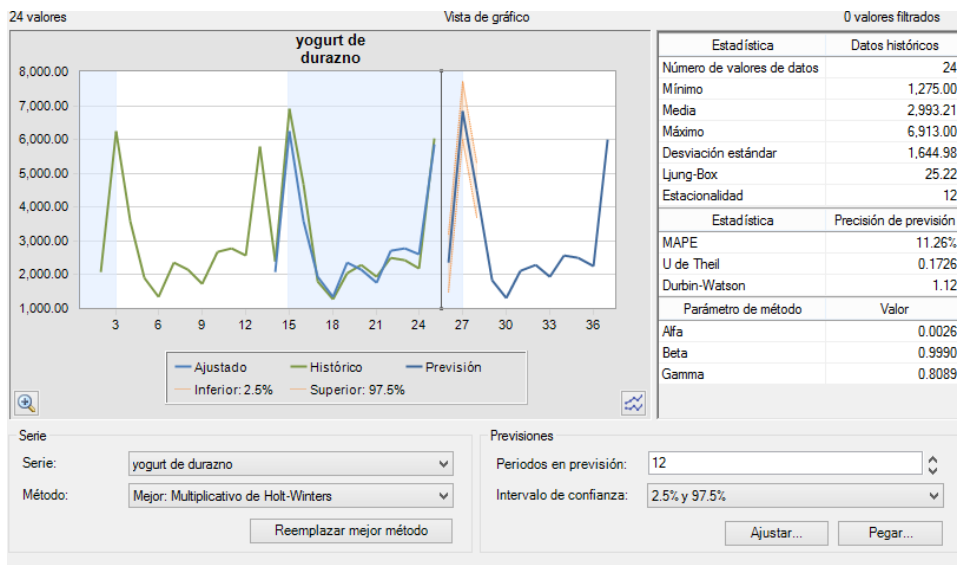 24 valores
Vista de gráfico
0 valores filtrados
yogurt de
durazno
8,000.00
7,000.00
6,000.00
5,000.00
4,000.00
3,000.00
2,000.00
1,000.00
3 6 9 12 15 18 21 24 27 30 33 36
Ajustado Histórico Previsión
Inferior: 2.5% Superior: 97.5%
Estadística Datos históricos
Número de valores de datos 24
Mínimo 1,275.00
Media 2,993.21
Máximo 6,913.00
Desviación estándar 1,644.98
Ljung-Box 25.22
Estacionalidad 12
Estadística Precisión de previsión
MAPE 11.26%
U de Theil 0.1726
Durbin-Watson 1.12
Parámetro de método Valor
Alfa 0.0026
Beta 0.9990
Gamma 0.8089
Serie
Serie: yogurt de durazno
Método: Mejor: Multiplicativo de Holt-Winters
Reemplazar mejor método
Previsiones
Periodos en previsión: 12
Intervalo de confianza: 2.5% y 97.5%
Ajustar... Pegar...